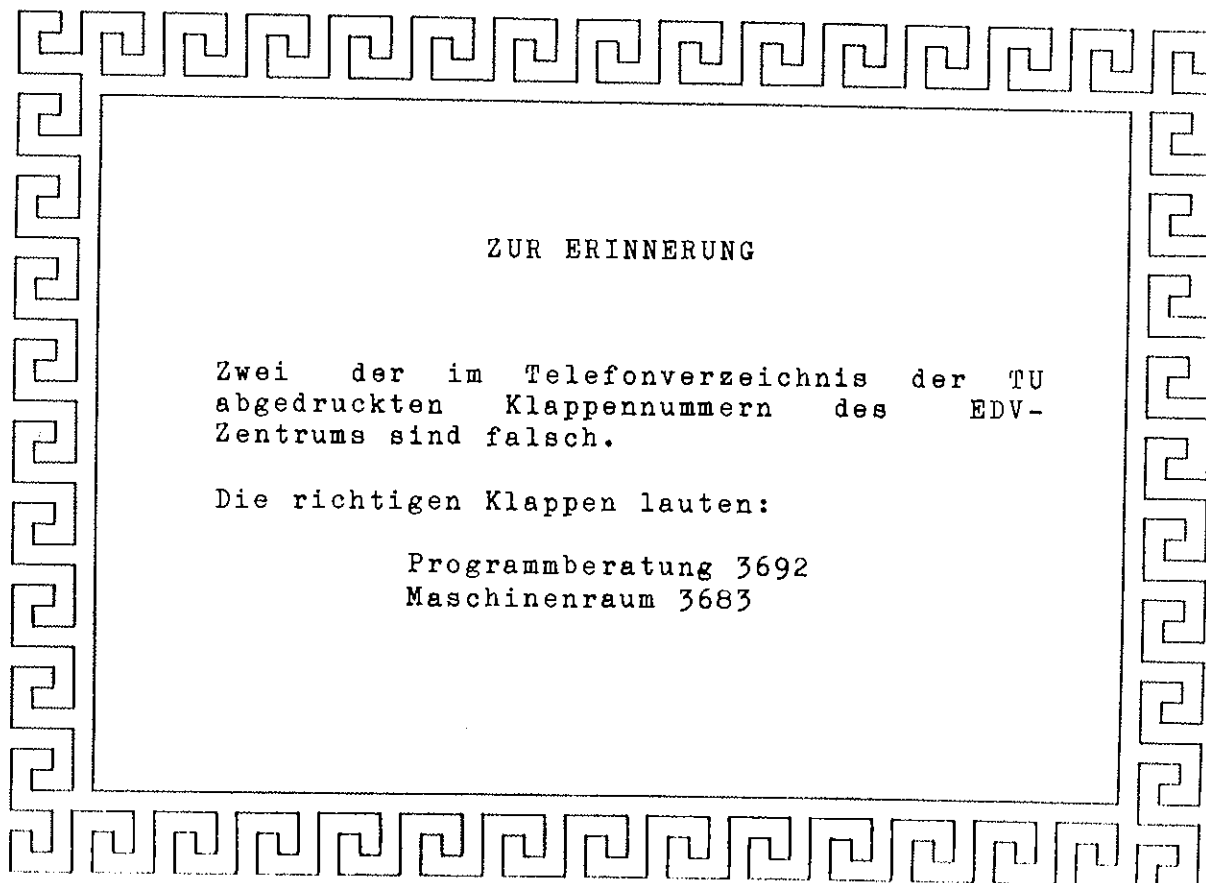 ZUR ERINNERUNG
Zwei der im Telefonverzeichnis der TU
abgedruckten Klappennummern des EDV-
Zentrums sind falsch.
Die richtigen Klappen lauten:
Programmberatung 3692
Maschinenraum 3683